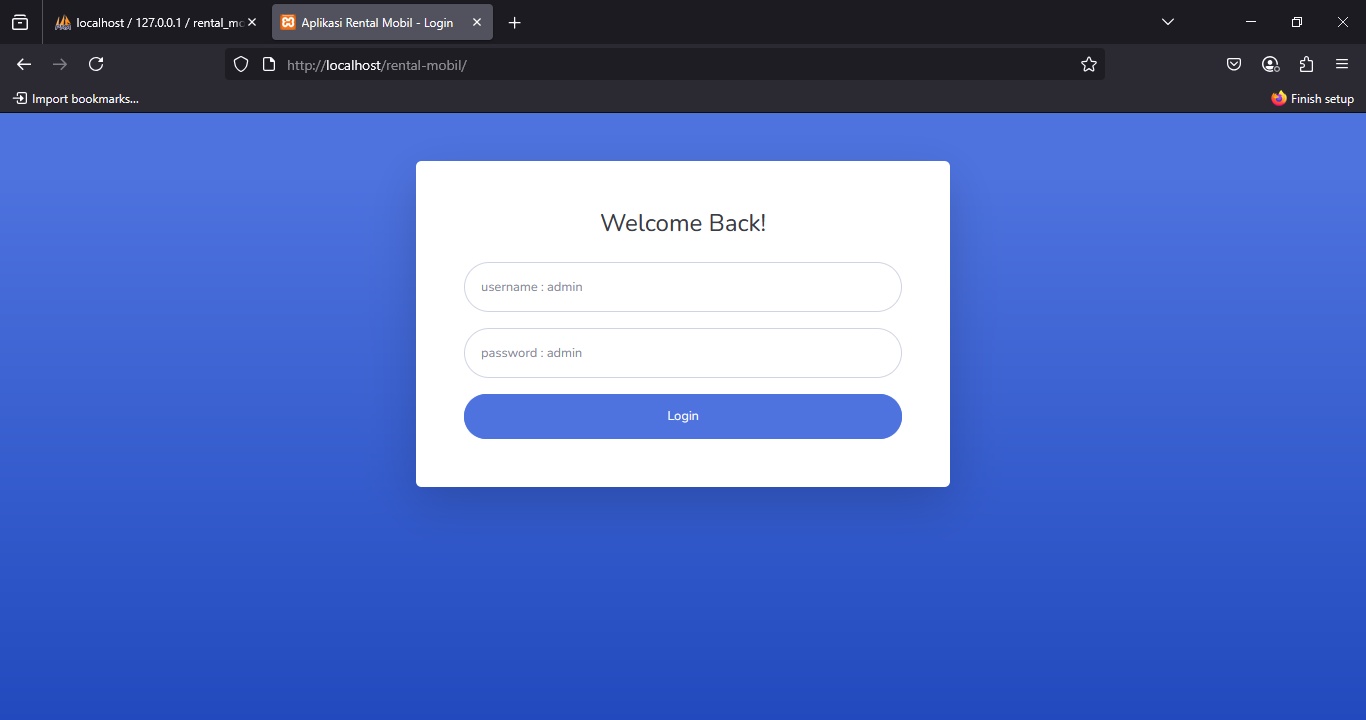 localhost / 127.0.0.1 / rental_mo
Aplikasi Rental Mobil - Login
http://localhost/rental-mobil/
Import bookmarks...
Finish setup
Welcome Back!
username : admin
password : admin
Login